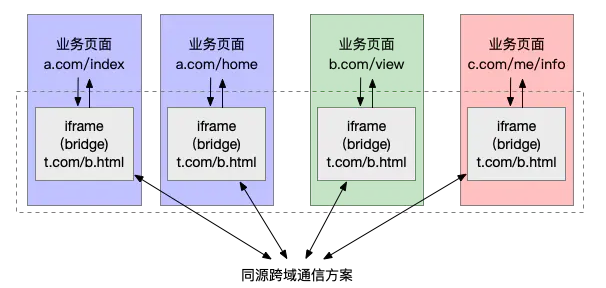 业务页面
a.com/index
业务页面
a.com/home
业务页面
b.com/view
业务页面
c.com/me/info
iframe
（bridge）
t.com/b.html
iframe
（bridge）
t.com/b.html
iframe
（bridge）
t.com/b.html
iframe
（bridge）
t.com/b.html
同源跨域通信方案